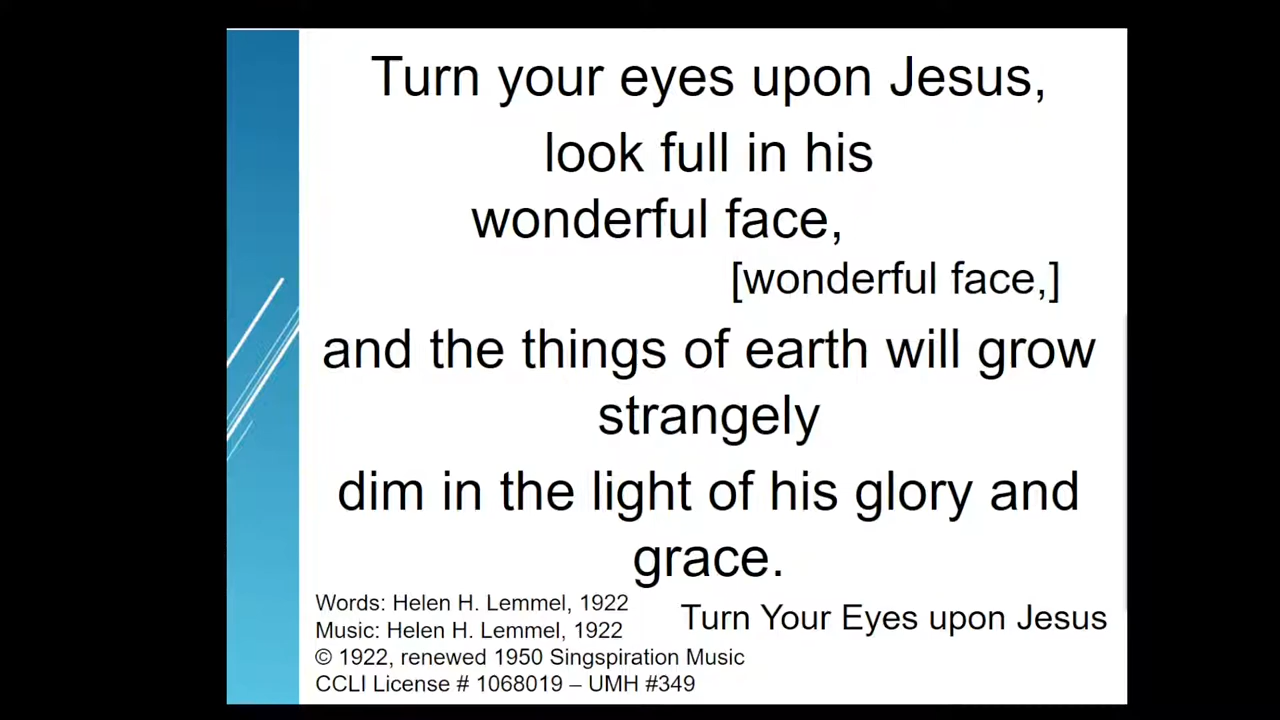 Turn your eyes upon Jesus,
look full in his
wonderful face,
[wonderful face,]
and the things of earth will grow
strangely
dim in the light of his glory and
grace.
Words: Helen H. Lemmel, 1922
Music: Helen H. Lemmel, 1922
Turn Your Eyes upon Jesus
© 1922, renewed 1950 Singspiration Music
CCLI License # 1068019 – UMH #349